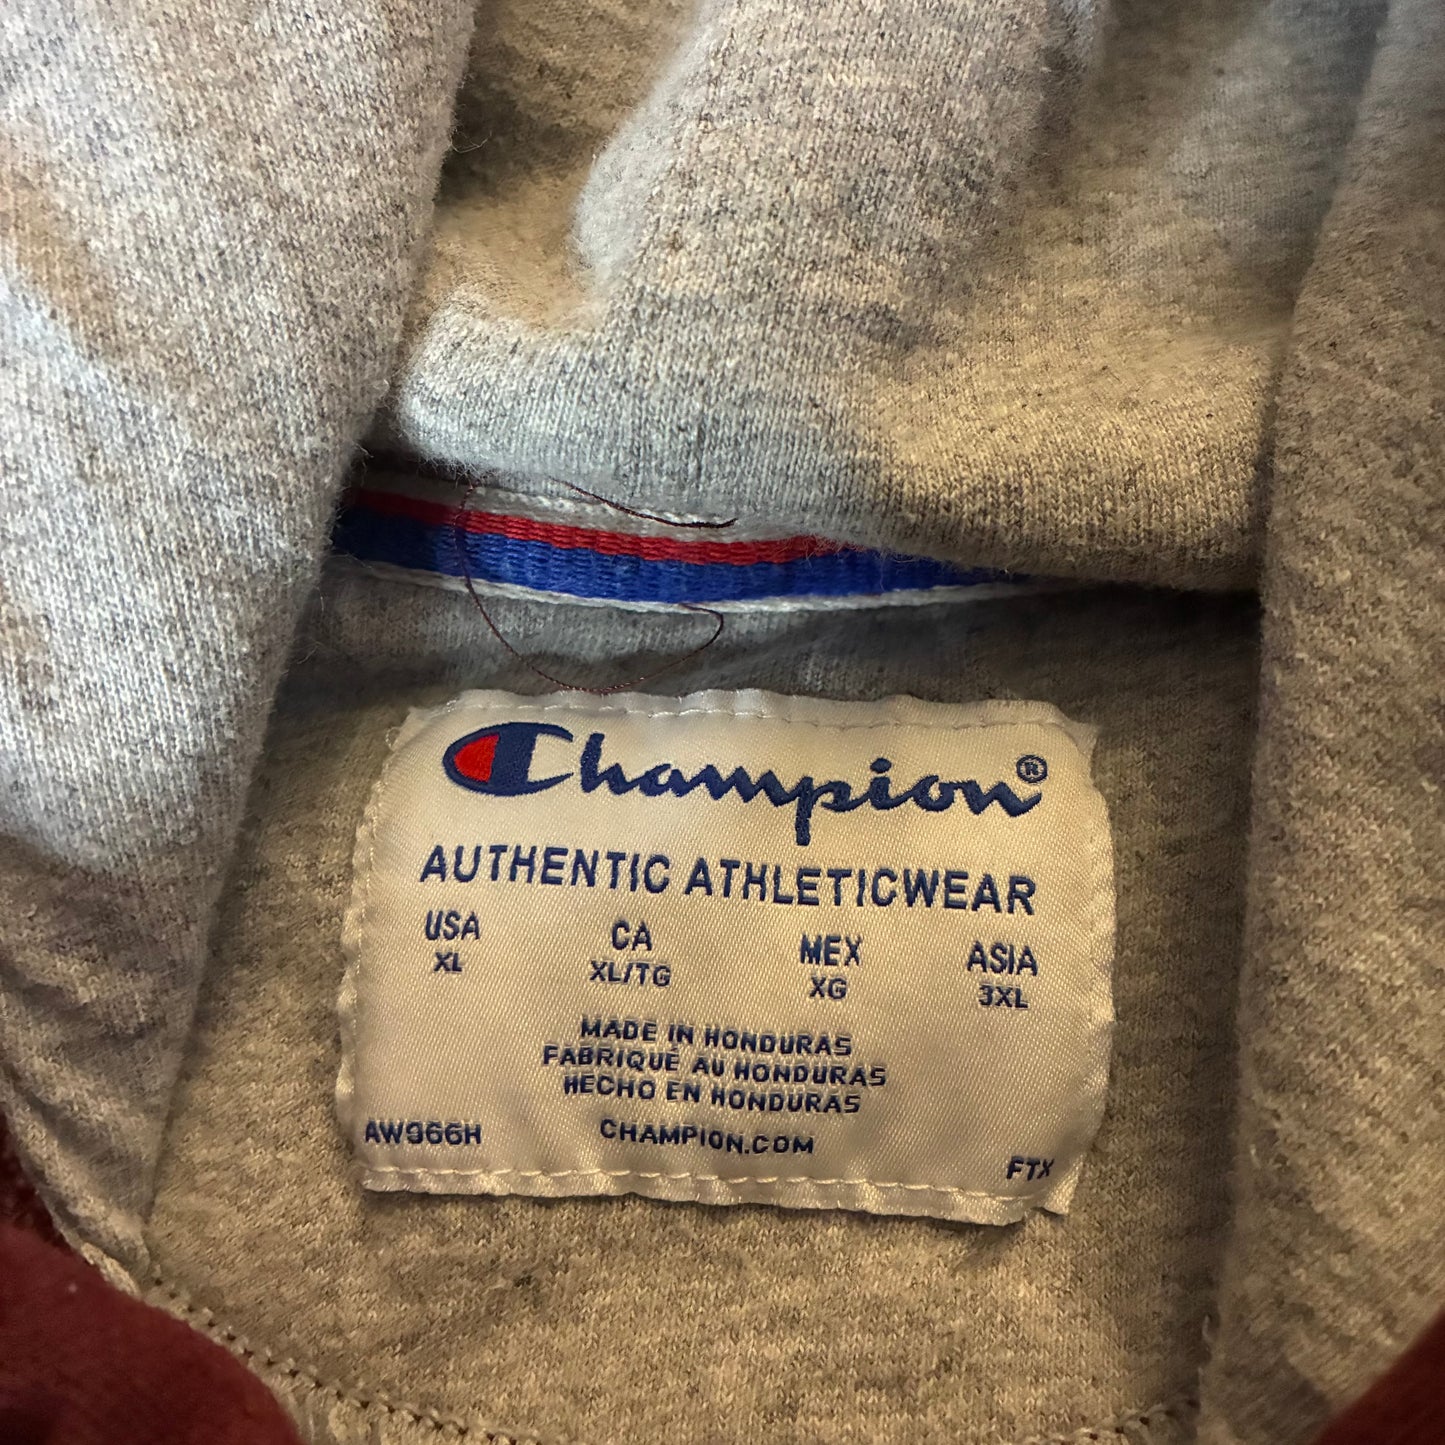 Champion®
AUTHENTIC ATHLETICWEAR
USA CA MEX ASIA
XL XL/TG XG 3XL
MADE IN HONDURAS
FABRIQUÉ AU HONDURAS
HECHO EN HONDURAS
AW966H CHAMPION.COM FTX